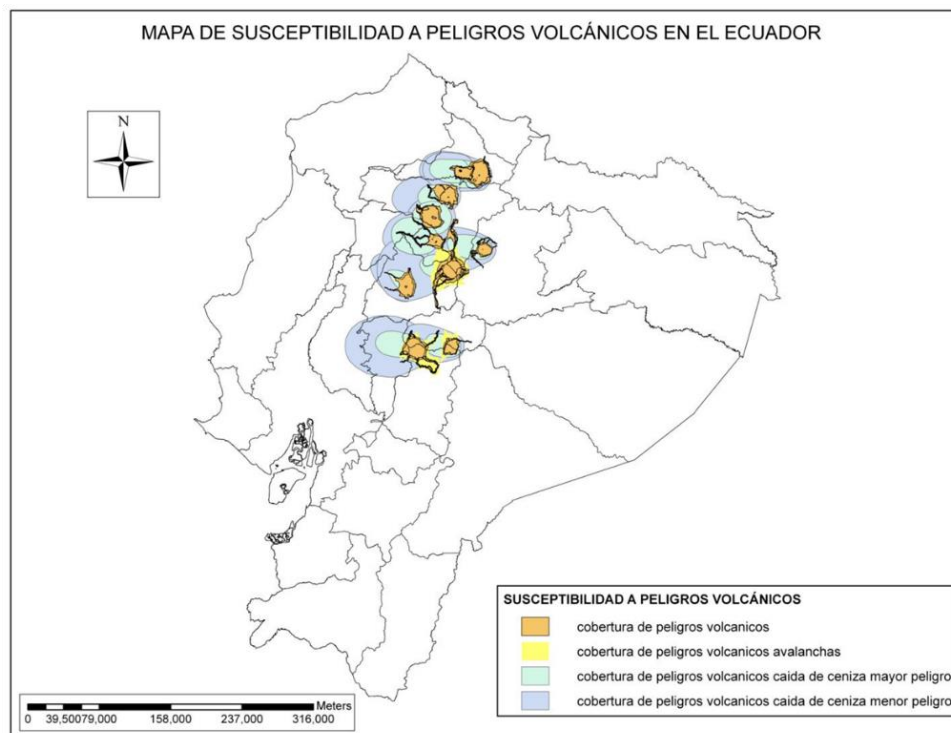 MAPA DE SUSCEPTIBILIDAD A PELIGROS VOLCÁNICOS EN EL ECUADOR
N
SUSCEPTIBILIDAD A PELIGROS VOLCÁNICOS
cobertura de peligros volcanicos
cobertura de peligros volcanicos avalanchas
cobertura de peligros volcanicos caida de ceniza mayor peligro
cobertura de peligros volcanicos caida de ceniza menor peligro
Meters
0 39,50079,000 158,000 237,000 316,000